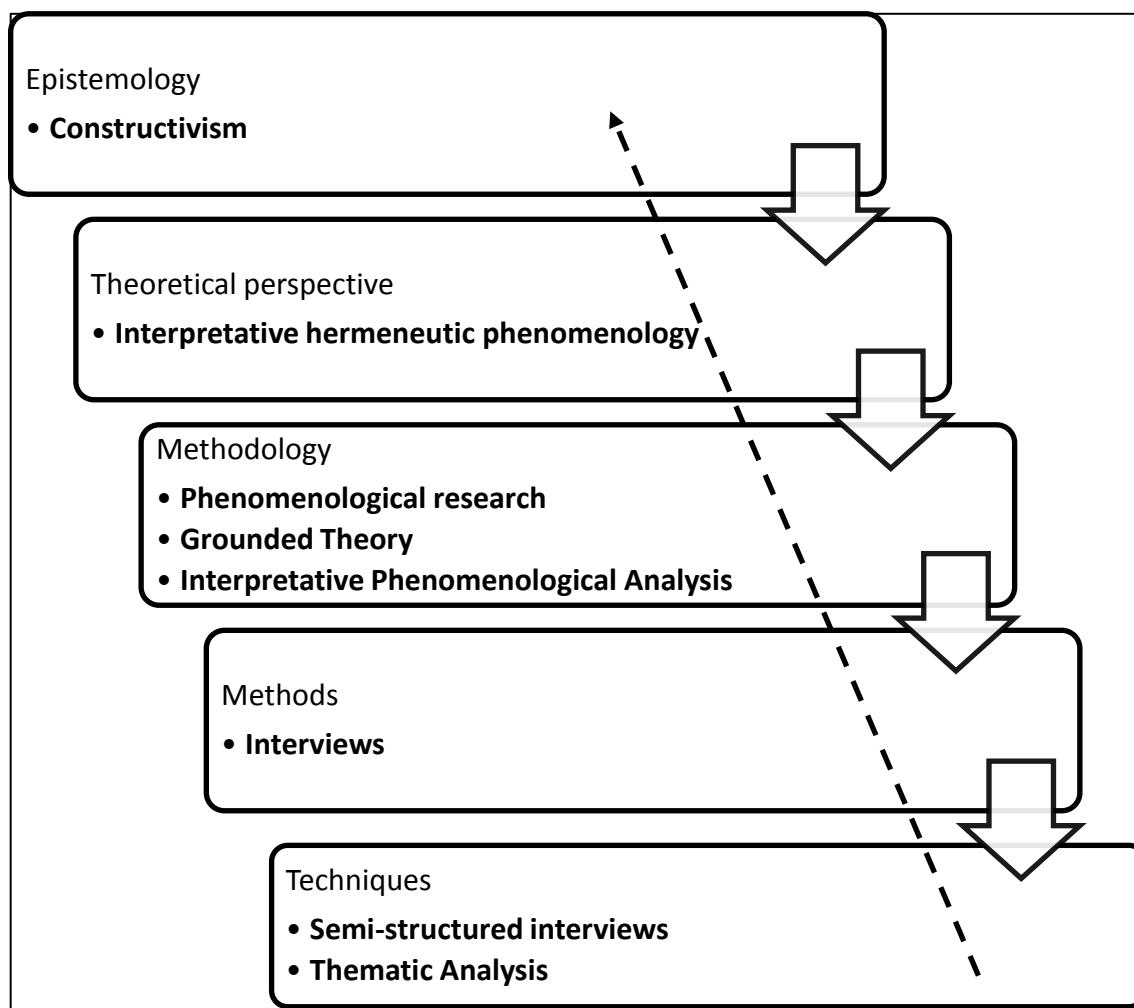 Epistemology
• Constructivism
Theoretical perspective
• Interpretative hermeneutic phenomenology
Methodology
• Phenomenological research
• Grounded Theory
• Interpretative Phenomenological Analysis
Methods
• Interviews
Techniques
• Semi-structured interviews
• Thematic Analysis